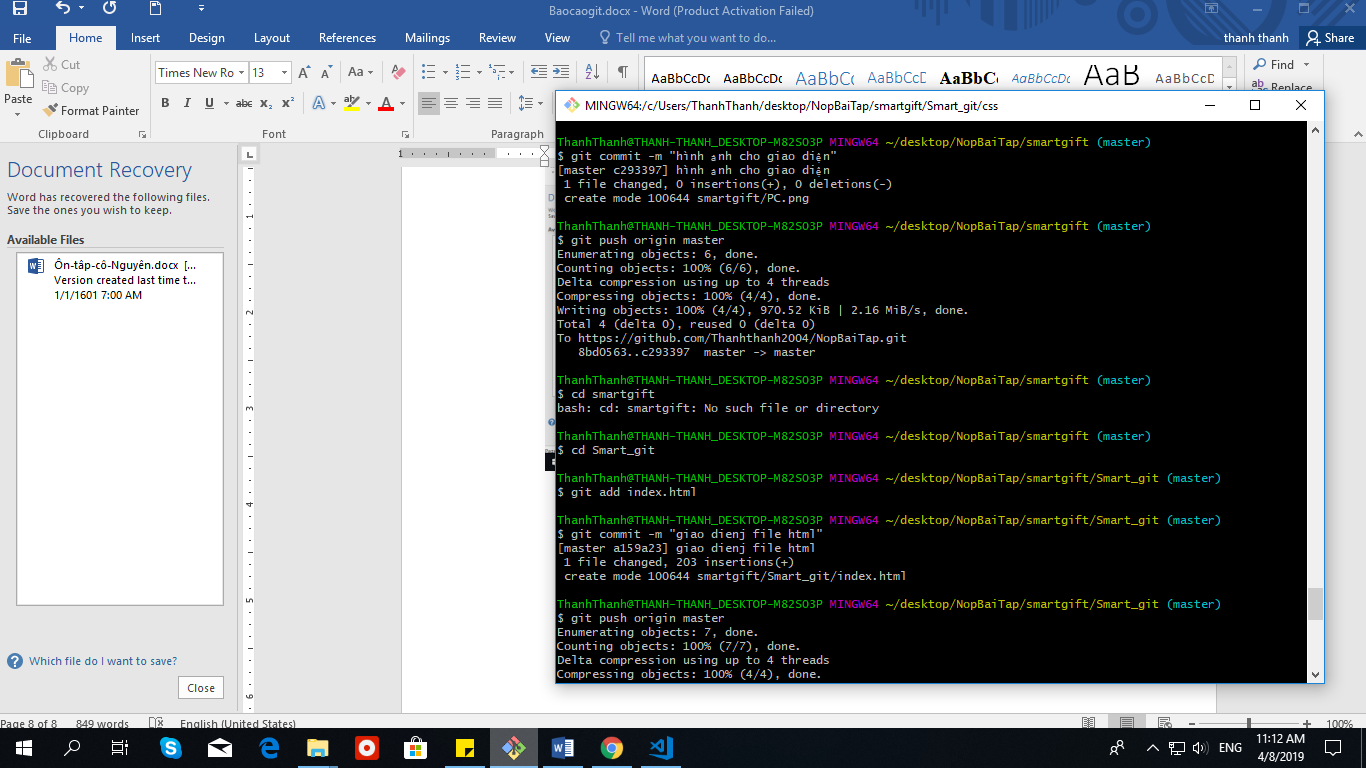 Baocaogit.docx - Word (Product Activation Failed)
File Home Insert Design Layout References Mailings Review View Tell me what you want to do... thanh thanh Share
Paste
Cut
Copy
Format Painter
Clipboard
Times New Ro 13
Font
Paragraph
AaBbCcDc AaBbCcDc AaBbCc AaBbCcD AaBbCc AaBbCcDc AaB AaBbCcD
Find
Replace
Document Recovery
Word has recovered the following files.
Save the ones you wish to keep.
Available Files
Ôn-tâp-cô-Nguyên.docx [...
Version created last time t...
1/1/1601 7:00 AM
Which file do I want to save?
Close
MINGW64:/c/Users/ThanhThanh/desktop/NopBaiTap/smartgift/Smart_git/css
ThanhThanh@THANH-THANH_DESKTOP-M82SO3P MINGW64 ~/desktop/NopBaiTap/smartgift (master)
$ git commit -m "hình ảnh cho giao diện"
[master c293397] hình ảnh cho giao diện
1 file changed, 0 insertions(+), 0 deletions(-)
create mode 100644 smartgift/PC.png
ThanhThanh@THANH-THANH_DESKTOP-M82SO3P MINGW64 ~/desktop/NopBaiTap/smartgift (master)
$ git push origin master
Enumerating objects: 6, done.
Counting objects: 100% (6/6), done.
Delta compression using up to 4 threads
Compressing objects: 100% (4/4), done.
Writing objects: 100% (4/4), 970.52 KiB | 2.16 MiB/s, done.
Total 4 (delta 0), reused 0 (delta 0)
To https://github.com/Thanhthanh2004/NopBaiTap.git
8bd0563..c293397 master -> master
ThanhThanh@THANH-THANH_DESKTOP-M82SO3P MINGW64 ~/desktop/NopBaiTap/smartgift (master)
$ cd smartgift
bash: cd: smartgift: No such file or directory
ThanhThanh@THANH-THANH_DESKTOP-M82SO3P MINGW64 ~/desktop/NopBaiTap/smartgift (master)
$ cd Smart_git
ThanhThanh@THANH-THANH_DESKTOP-M82SO3P MINGW64 ~/desktop/NopBaiTap/smartgift/Smart_git (master)
$ git add index.html
ThanhThanh@THANH-THANH_DESKTOP-M82SO3P MINGW64 ~/desktop/NopBaiTap/smartgift/Smart_git (master)
$ git commit -m "giao dienj file html"
[master a159a23] giao dienj file html
1 file changed, 203 insertions(+)
create mode 100644 smartgift/Smart_git/index.html
ThanhThanh@THANH-THANH_DESKTOP-M82SO3P MINGW64 ~/desktop/NopBaiTap/smartgift/Smart_git (master)
$ git push origin master
Enumerating objects: 7, done.
Counting objects: 100% (7/7), done.
Delta compression using up to 4 threads
Compressing objects: 100% (4/4), done.
Page 8 of 8 849 words English (United States) 100%
ENG
11:12 AM
4/8/2019